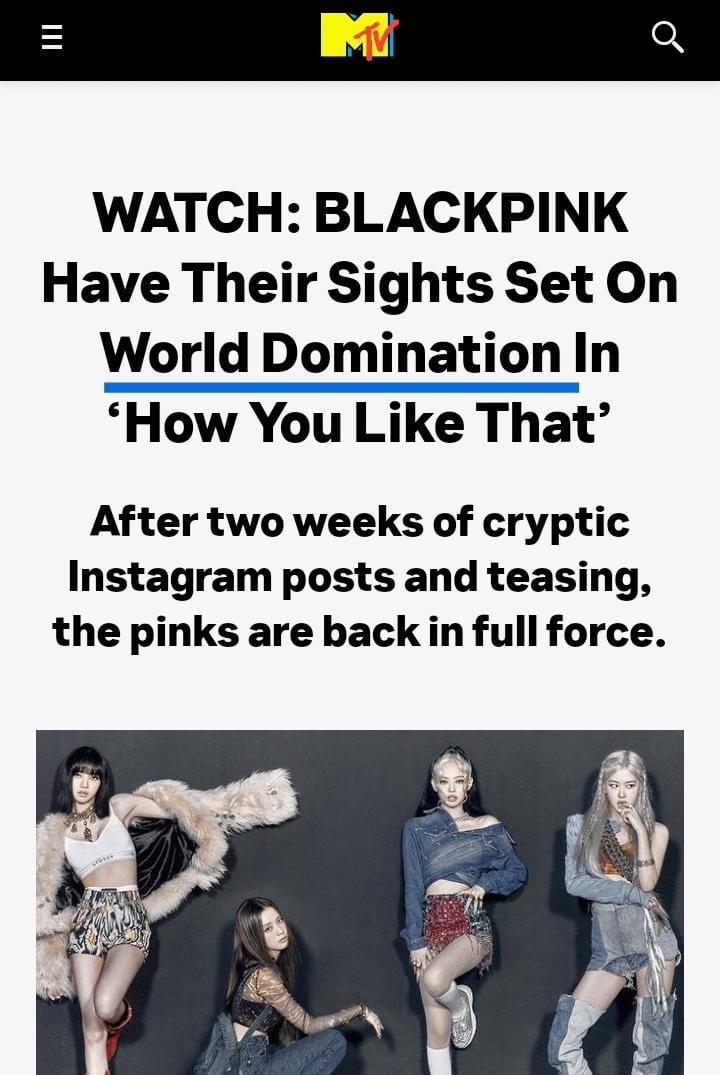 MTV
WATCH: BLACKPINK
Have Their Sights Set On
World Domination In
‘How You Like That’
After two weeks of cryptic
Instagram posts and teasing,
the pinks are back in full force.